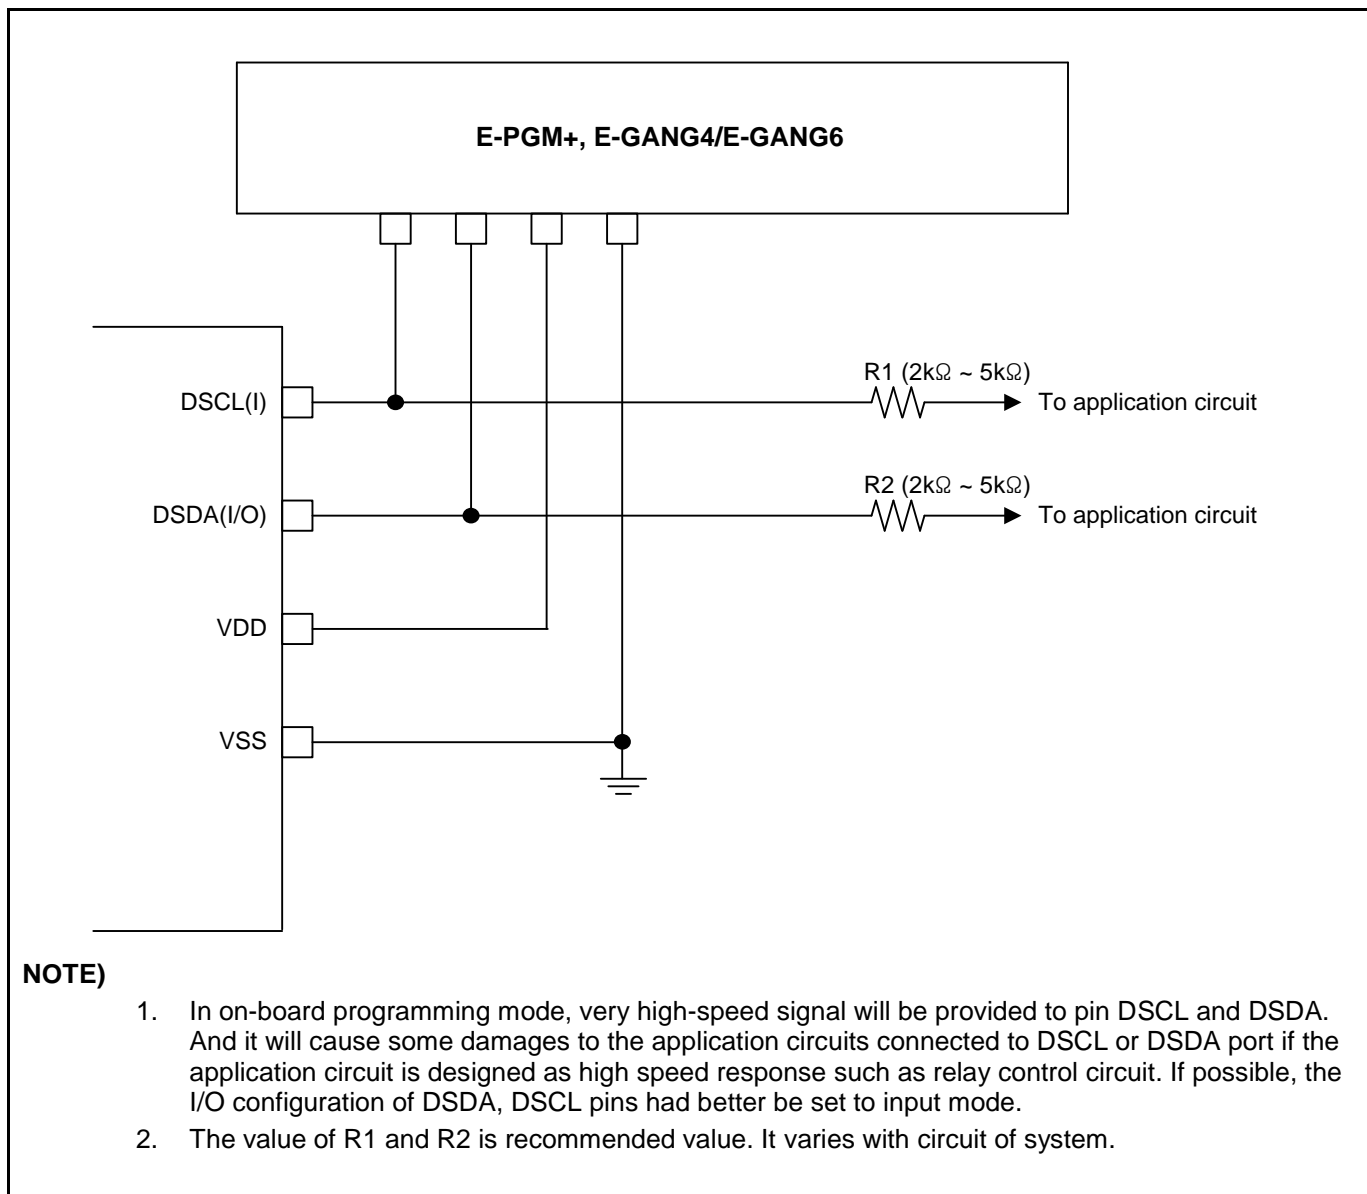 E-PGM+, E-GANG4/E-GANG6
R1 (2kΩ ~ 5kΩ)
DSCL(I)
To application circuit
R2 (2kΩ ~ 5kΩ)
DSDA(I/O)
To application circuit
VDD
VSS
NOTE)
1. In on-board programming mode, very high-speed signal will be provided to pin DSCL and DSDA.
And it will cause some damages to the application circuits connected to DSCL or DSDA port if the
application circuit is designed as high speed response such as relay control circuit. If possible, the
I/O configuration of DSDA, DSCL pins had better be set to input mode.
2. The value of R1 and R2 is recommended value. It varies with circuit of system.